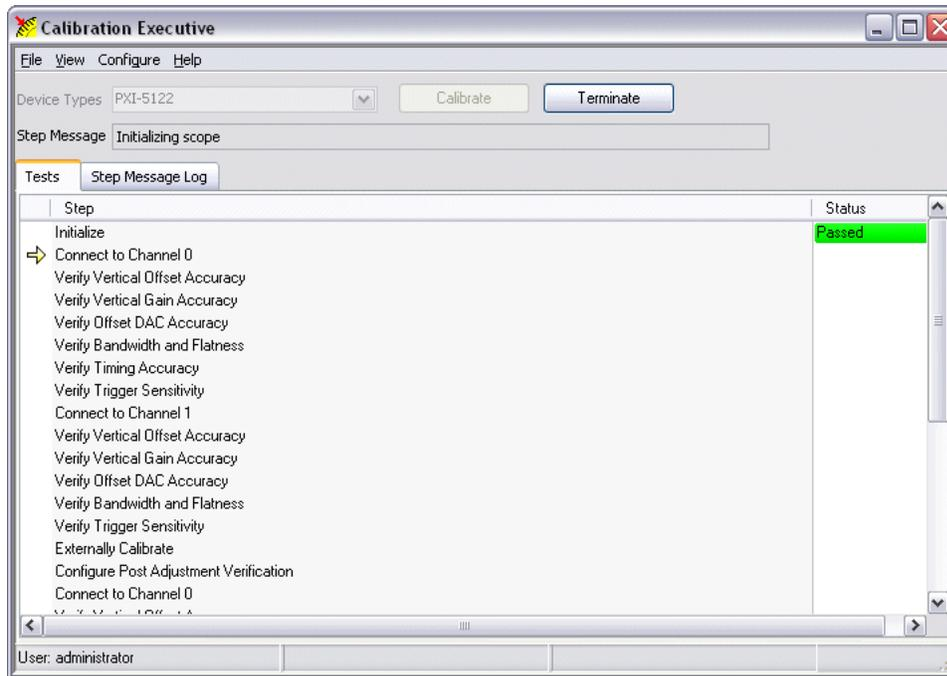 Calibration Executive
File View Configure Help
Device Types PXI-5122 Calibrate Terminate
Step Message Initializing scope
Tests Step Message Log
Step Status
Initialize Passed
Connect to Channel 0
Verify Vertical Offset Accuracy
Verify Vertical Gain Accuracy
Verify Offset DAC Accuracy
Verify Bandwidth and Flatness
Verify Timing Accuracy
Verify Trigger Sensitivity
Connect to Channel 1
Verify Vertical Offset Accuracy
Verify Vertical Gain Accuracy
Verify Offset DAC Accuracy
Verify Bandwidth and Flatness
Verify Trigger Sensitivity
Externally Calibrate
Configure Post Adjustment Verification
Connect to Channel 0
User: administrator